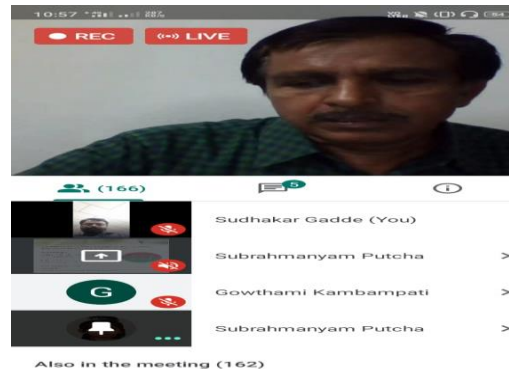 10:57
REC LIVE
(166) 5
Sudhakar Gadde (You)
Subrahmanyam Putcha
G Gowthami Kambampati
Subrahmanyam Putcha
Also in the meeting (162)